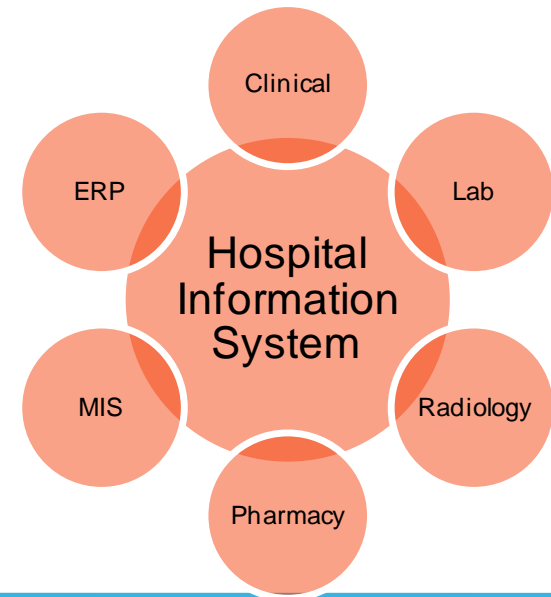 Clinical
ERP
Lab
Hospital
Information
System
MIS
Radiology
Pharmacy